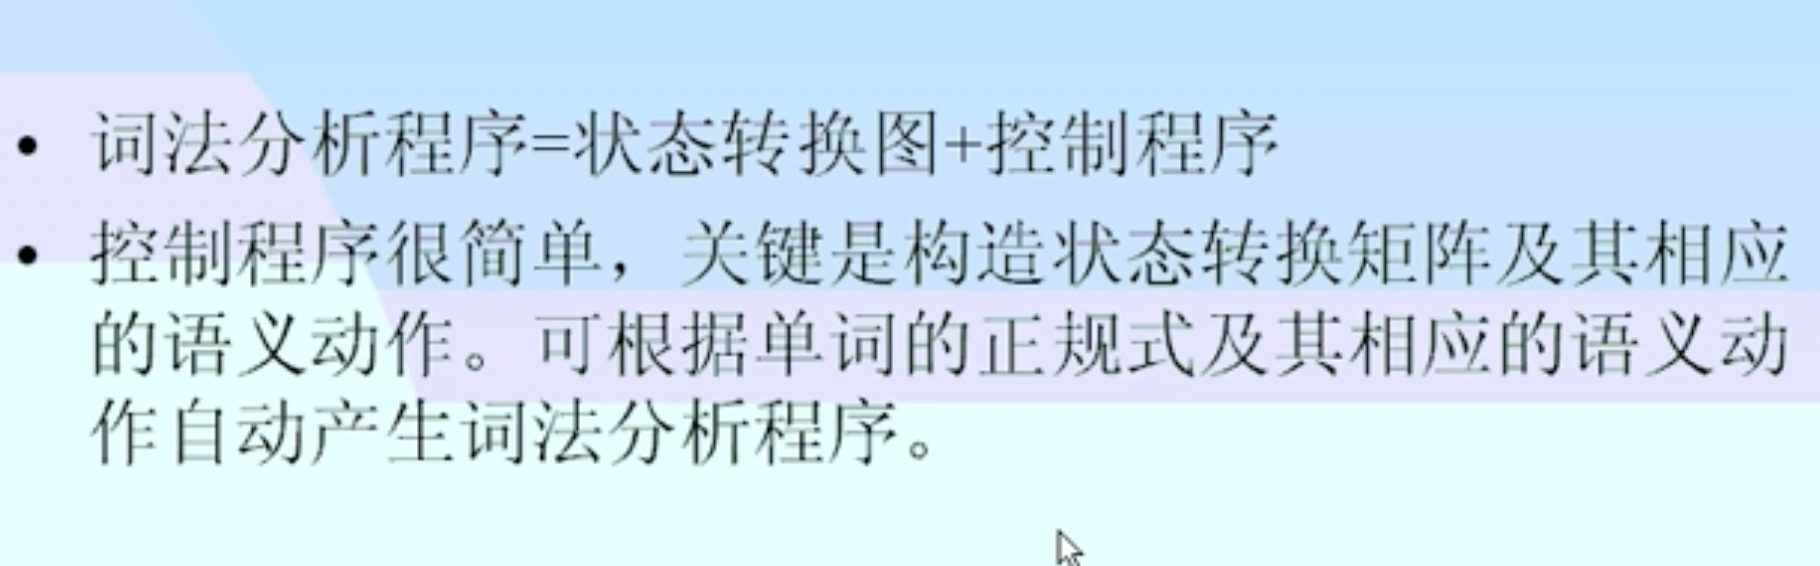 • 词法分析程序=状态转换图+控制程序
• 控制程序很简单，关键是构造状态转换矩阵及其相应
的语义动作。可根据单词的正规式及其相应的语义动
作自动产生词法分析程序。